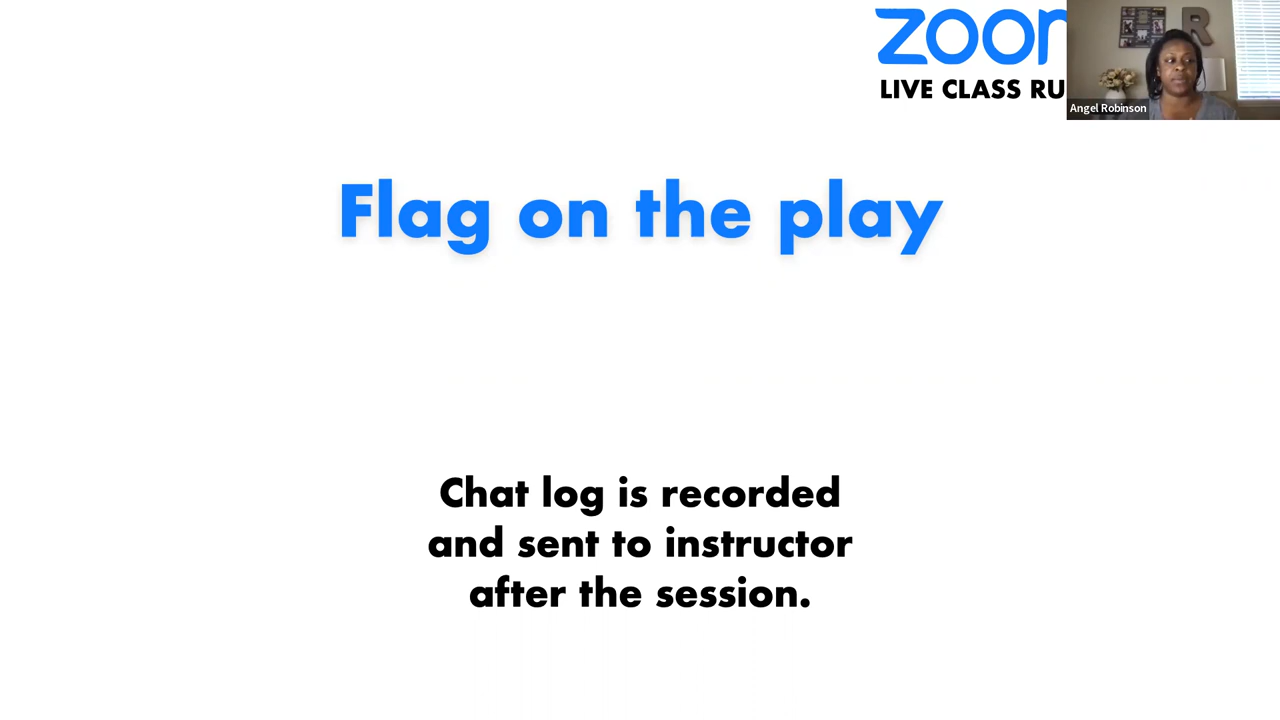 zoom
LIVE CLASS RU
Angel Robinson
R
Flag on the play
Chat log is recorded
and sent to instructor
after the session.